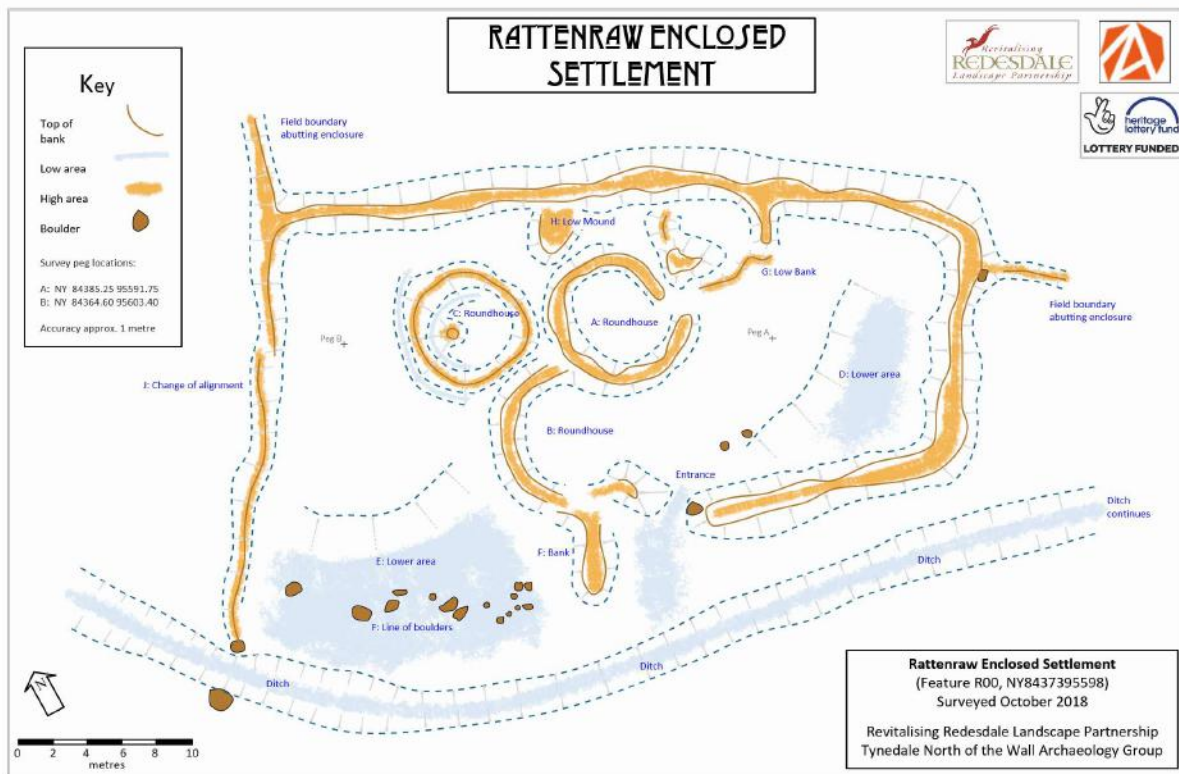 RATTENRAW ENCLOSED
SETTLEMENT
Revitalising
REDESDALE
Landscape Partnership
heritage
lottery fund
LOTTERY FUNDED
Key
Top of
bank
Low area
High area
Boulder
Survey peg locations:
A: NY 84385.25 95591.75
B: NY 84364.60 95603.40
Accuracy approx. 1 metre
Field boundary
abutting enclosure
H: Low Mound
G: Low Bank
Field boundary
abutting enclosure
C: Roundhouse
A: Roundhouse
Peg B
Peg A
J: Change of alignment
D: Lower area
B: Roundhouse
Entrance
Ditch
continues
F: Bank
E: Lower area
Ditch
F: Line of boulders
Ditch
N
0 2 4 6 8 10
metres
Rattenraw Enclosed Settlement
(Feature R00, NY8437395598)
Surveyed October 2018
Revitalising Redesdale Landscape Partnership
Tynedale North of the Wall Archaeology Group